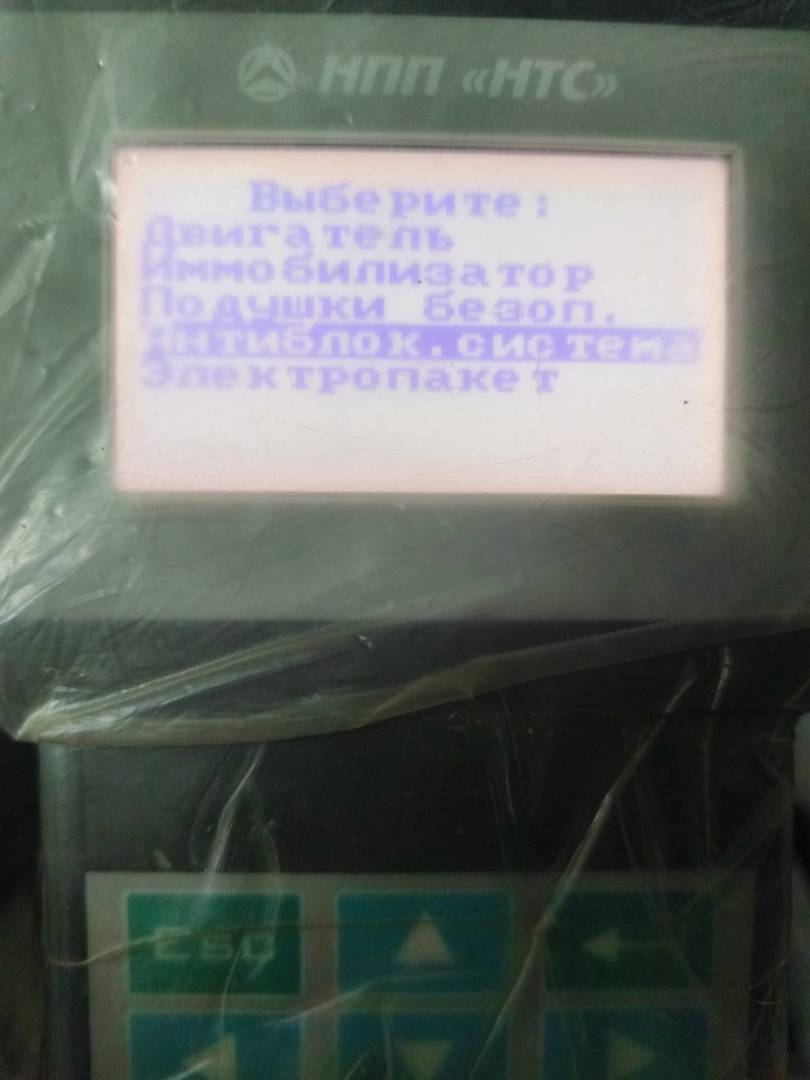 НПП «НТС»
Выберите:
Двигатель
Иммобилизатор
Подушки безоп.
Антиблок.система
Электропакет
Esc